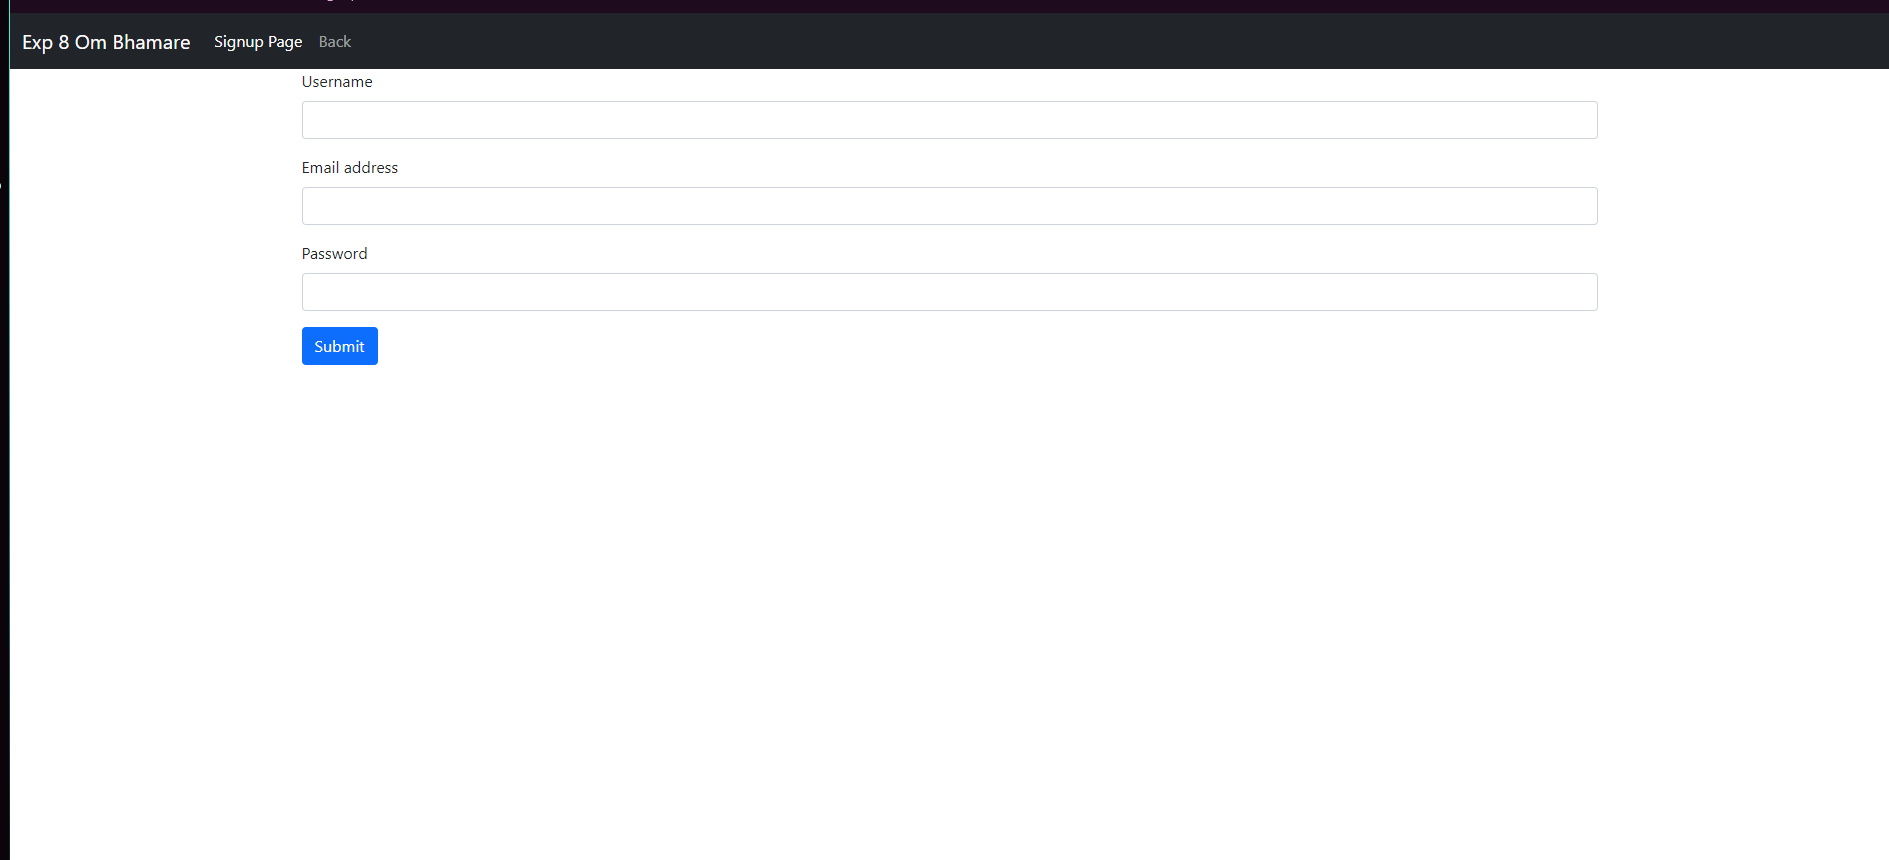 Exp 8 Om Bhamare Signup Page Back
Username
Email address
Password
Submit